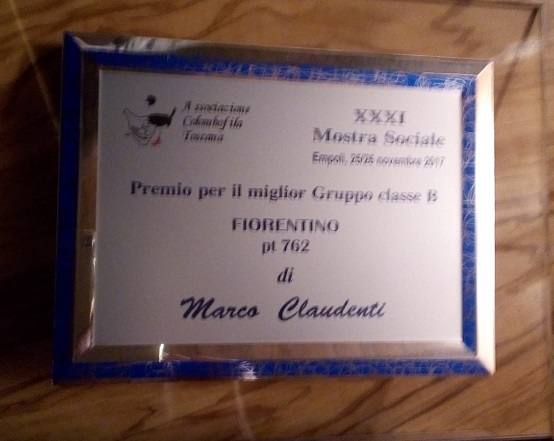 Associazione
Colombofila
Toscana
XXXI
Mostra Sociale
Empoli, 25/26 novembre 2017
Premio per il miglior Gruppo classe B
FIORENTINO
pt 762
di
Marco Claudenti